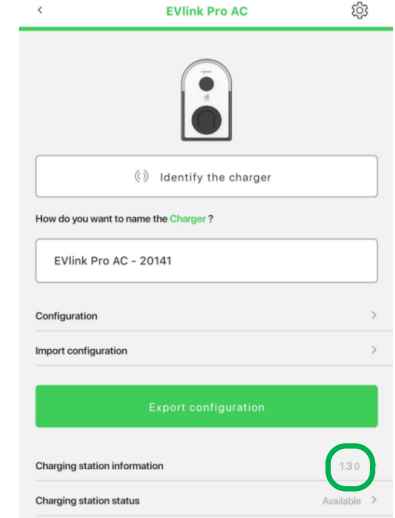 EVlink Pro AC
Identify the charger
How do you want to name the Charger ?
EVlink Pro AC - 20141
Configuration
Import configuration
Export configuration
Charging station information
1.3.0
Charging station status
Available